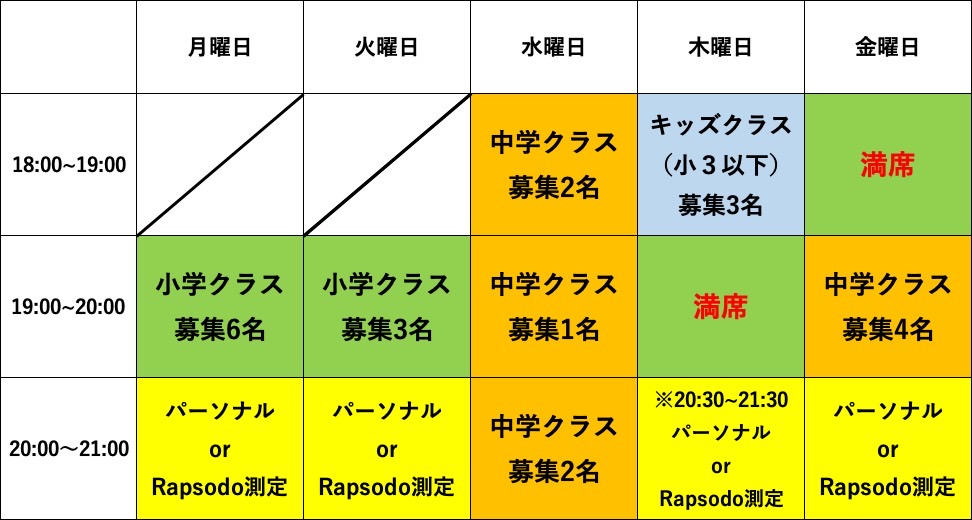 月曜日 火曜日 水曜日 木曜日 金曜日
18:00~19:00
中学クラス
募集2名
キッズクラス
（小３以下）
募集3名
満席
19:00~20:00
小学クラス
募集6名
小学クラス
募集3名
中学クラス
募集1名
満席
中学クラス
募集4名
20:00～21:00
パーソナル
or
Rapsodo測定
パーソナル
or
Rapsodo測定
中学クラス
募集2名
※20:30~21:30
パーソナル
or
Rapsodo測定
パーソナル
or
Rapsodo測定